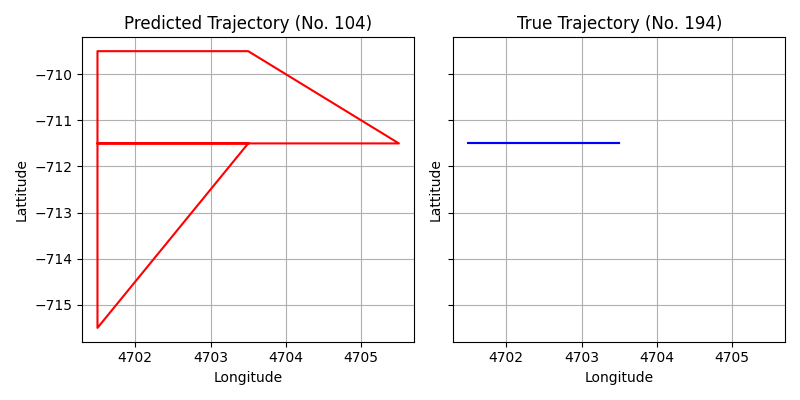 Predicted Trajectory (No. 104)
True Trajectory (No. 194)
−710
−711
−712
−713
−714
−715
Lattitude
Lattitude
4702 4703 4704 4705
4702 4703 4704 4705
Longitude
Longitude